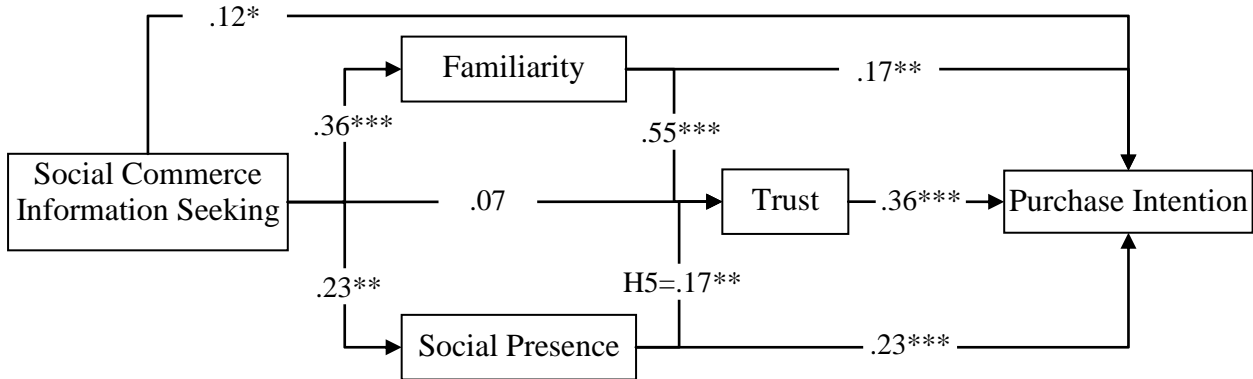 .12*
Familiarity
.17**
.36***
.55***
Social Commerce
Information Seeking
.07
Trust
.36***
Purchase Intention
.23**
H5=.17**
Social Presence
.23***